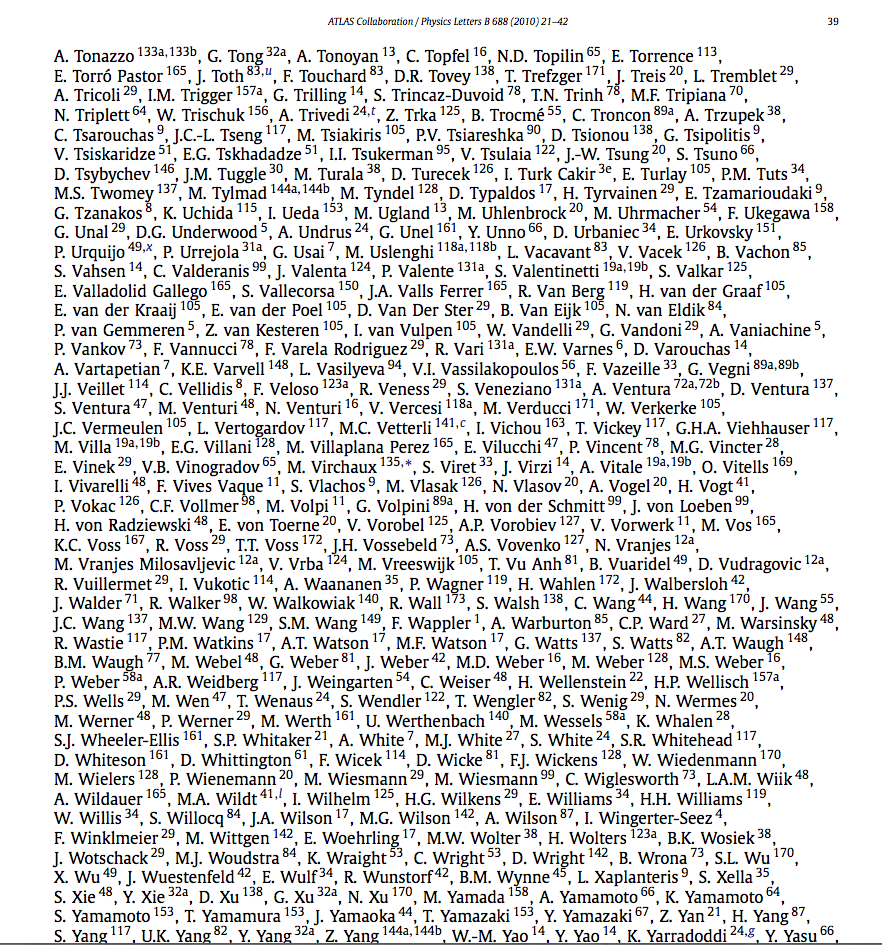 ATLAS Collaboration / Physics Letters B 688 (2010) 21–42 39
A. Tonazzo 133a,133b, G. Tong 32a, A. Tonoyan 13, C. Topfel 16, N.D. Topilin 65, E. Torrence 113,
E. Torró Pastor 165, J. Toth 83,u, F. Touchard 83, D.R. Tovey 138, T. Trefzger 171, J. Treis 20, L. Tremblet 29,
A. Tricoli 29, I.M. Trigger 157a, G. Trilling 14, S. Trincaz-Duvoid 78, T.N. Trinh 78, M.F. Tripiana 70,
N. Triplett 64, W. Trischuk 156, A. Trivedi 24,t, Z. Trka 125, B. Trocmé 55, C. Troncon 89a, A. Trzupek 38,
C. Tsarouchas 9, J.C.-L. Tseng 117, M. Tsiakiris 105, P.V. Tsiareshka 90, D. Tsionou 138, G. Tsipolitis 9,
V. Tsiskaridze 51, E.G. Tskhadadze 51, I.I. Tsukerman 95, V. Tsulaia 122, J.-W. Tsung 20, S. Tsuno 66,
D. Tsybychev 146, J.M. Tuggle 30, M. Turala 38, D. Turecek 126, I. Turk Cakir 3e, E. Turlay 105, P.M. Tuts 34,
M.S. Twomey 137, M. Tylmad 144a,144b, M. Tyndel 128, D. Typaldos 17, H. Tyrvainen 29, E. Tzamarioudaki 9,
G. Tzanakos 8, K. Uchida 115, I. Ueda 153, M. Ugland 13, M. Uhlenbrock 20, M. Uhrmacher 54, F. Ukegawa 158,
G. Unal 29, D.G. Underwood 5, A. Undrus 24, G. Unel 161, Y. Unno 66, D. Urbaniec 34, E. Urkovsky 151,
P. Urquijo 49,x, P. Urrejola 31a, G. Usai 7, M. Uslenghi 118a,118b, L. Vacavant 83, V. Vacek 126, B. Vachon 85,
S. Vahsen 14, C. Valderanis 99, J. Valenta 124, P. Valente 131a, S. Valentinetti 19a,19b, S. Valkar 125,
E. Valladolid Gallego 165, S. Vallecorsa 150, J.A. Valls Ferrer 165, R. Van Berg 119, H. van der Graaf 105,
E. van der Kraaij 105, E. van der Poel 105, D. Van Der Ster 29, B. Van Eijk 105, N. van Eldik 84,
P. van Gemmeren 5, Z. van Kesteren 105, I. van Vulpen 105, W. Vandelli 29, G. Vandoni 29, A. Vaniachine 5,
P. Vankov 73, F. Vannucci 78, F. Varela Rodriguez 29, R. Vari 131a, E.W. Varnes 6, D. Varouchas 14,
A. Vartapetian 7, K.E. Varvell 148, L. Vasilyeva 94, V.I. Vassilakopoulos 56, F. Vazeille 33, G. Vegni 89a,89b,
J.J. Veillet 114, C. Vellidis 8, F. Veloso 123a, R. Veness 29, S. Veneziano 131a, A. Ventura 72a,72b, D. Ventura 137,
S. Ventura 47, M. Venturi 48, N. Venturi 16, V. Vercesi 118a, M. Verducci 171, W. Verkerke 105,
J.C. Vermeulen 105, L. Vertogardov 117, M.C. Vetterli 141,c, I. Vichou 163, T. Vickey 117, G.H.A. Viehhauser 117,
M. Villa 19a,19b, E.G. Villani 128, M. Villaplana Perez 165, E. Vilucchi 47, P. Vincent 78, M.G. Vincter 28,
E. Vinek 29, V.B. Vinogradov 65, M. Virchaux 135,*, S. Viret 33, J. Virzi 14, A. Vitale 19a,19b, O. Vitells 169,
I. Vivarelli 48, F. Vives Vaque 11, S. Vlachos 9, M. Vlasak 126, N. Vlasov 20, A. Vogel 20, H. Vogt 41,
P. Vokac 126, C.F. Vollmer 98, M. Volpi 11, G. Volpini 89a, H. von der Schmitt 99, J. von Loeben 99,
H. von Radziewski 48, E. von Toerne 20, V. Vorobel 125, A.P. Vorobiev 127, V. Vorwerk 11, M. Vos 165,
K.C. Voss 167, R. Voss 29, T.T. Voss 172, J.H. Vossebeld 73, A.S. Vovenko 127, N. Vranjes 12a,
M. Vranjes Milosavljevic 12a, V. Vrba 124, M. Vreeswijk 105, T. Vu Anh 81, B. Vuaridel 49, D. Vudragovic 12a,
R. Vuillermet 29, I. Vukotic 114, A. Waananen 35, P. Wagner 119, H. Wahlen 172, J. Walbersloh 42,
J. Walder 71, R. Walker 98, W. Walkowiak 140, R. Wall 173, S. Walsh 138, C. Wang 44, H. Wang 170, J. Wang 55,
J.C. Wang 137, M.W. Wang 129, S.M. Wang 149, F. Wappler 1, A. Warburton 85, C.P. Ward 27, M. Warsinsky 48,
R. Wastie 117, P.M. Watkins 17, A.T. Watson 17, M.F. Watson 17, G. Watts 137, S. Watts 82, A.T. Waugh 148,
B.M. Waugh 77, M. Webel 48, G. Weber 81, J. Weber 42, M.D. Weber 16, M. Weber 128, M.S. Weber 16,
P. Weber 58a, A.R. Weidberg 117, J. Weingarten 54, C. Weiser 48, H. Wellenstein 22, H.P. Wellisch 157a,
P.S. Wells 29, M. Wen 47, T. Wenaus 24, S. Wendler 122, T. Wengler 82, S. Wenig 29, N. Wermes 20,
M. Werner 48, P. Werner 29, M. Werth 161, U. Werthenbach 140, M. Wessels 58a, K. Whalen 28,
S.J. Wheeler-Ellis 161, S.P. Whitaker 21, A. White 7, M.J. White 27, S. White 24, S.R. Whitehead 117,
D. Whiteson 161, D. Whittington 61, F. Wicek 114, D. Wicke 81, F.J. Wickens 128, W. Wiedenmann 170,
M. Wielers 128, P. Wienemann 20, M. Wiesmann 29, M. Wiesmann 99, C. Wiglesworth 73, L.A.M. Wiik 48,
A. Wildauer 165, M.A. Wildt 41,l, I. Wilhelm 125, H.G. Wilkens 29, E. Williams 34, H.H. Williams 119,
W. Willis 34, S. Willocq 84, J.A. Wilson 17, M.G. Wilson 142, A. Wilson 87, I. Wingerter-Seez 4,
F. Winklmeier 29, M. Wittgen 142, E. Woehrling 17, M.W. Wolter 38, H. Wolters 123a, B.K. Wosiek 38,
J. Wotschack 29, M.J. Woudstra 84, K. Wraight 53, C. Wright 53, D. Wright 142, B. Wrona 73, S.L. Wu 170,
X. Wu 49, J. Wuestenfeld 42, E. Wulf 34, R. Wunstorf 42, B.M. Wynne 45, L. Xaplanteris 9, S. Xella 35,
S. Xie 48, Y. Xie 32a, D. Xu 138, G. Xu 32a, N. Xu 170, M. Yamada 158, A. Yamamoto 66, K. Yamamoto 64,
S. Yamamoto 153, T. Yamamura 153, J. Yamaoka 44, T. Yamazaki 153, Y. Yamazaki 67, Z. Yan 21, H. Yang 87,
S. Yang 117, U.K. Yang 82, Y. Yang 32a, Z. Yang 144a,144b, W.-M. Yao 14, Y. Yao 14, K. Yarradoddi 24,g, Y. Yasu 66,